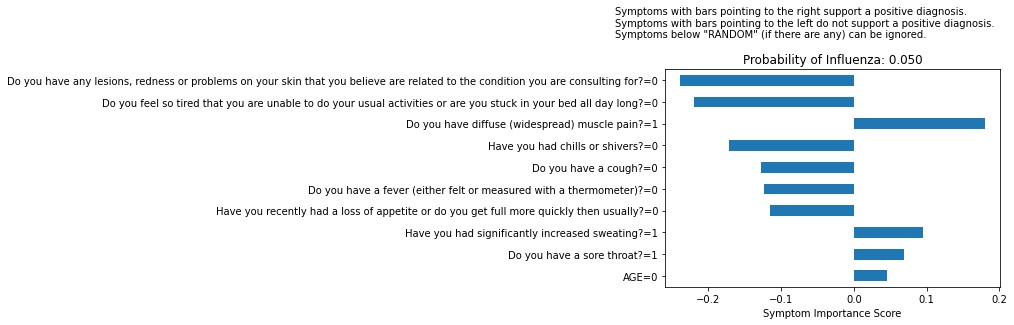 Symptoms with bars pointing to the right support a positive diagnosis.
Symptoms with bars pointing to the left do not support a positive diagnosis.
Symptoms below "RANDOM" (if there are any) can be ignored.
Probability of Influenza: 0.050
Do you have any lesions, redness or problems on your skin that you believe are related to the condition you are consulting for?=0
Do you feel so tired that you are unable to do your usual activities or are you stuck in your bed all day long?=0
Do you have diffuse (widespread) muscle pain?=1
Have you had chills or shivers?=0
Do you have a cough?=0
Do you have a fever (either felt or measured with a thermometer)?=0
Have you recently had a loss of appetite or do you get full more quickly then usually?=0
Have you had significantly increased sweating?=1
Do you have a sore throat?=1
AGE=0
−0.2 −0.1 0.0 0.1 0.2
Symptom Importance Score